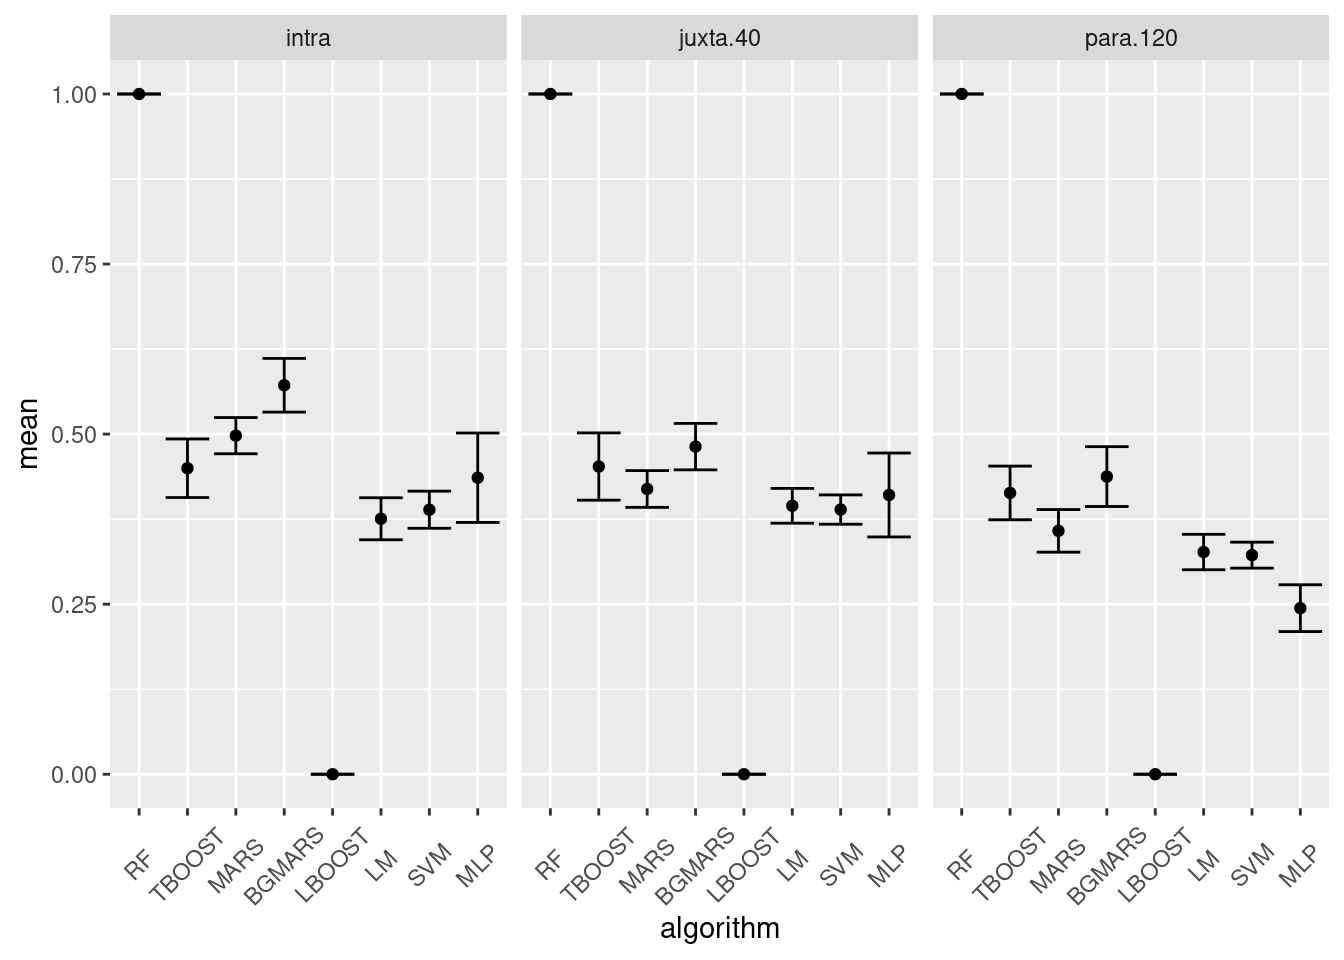 intra
juxta.40
para.120
1.00
0.75
0.50
0.25
0.00
mean
RF TBOOST MARS BGMARS LBOOST LM SVM MLP
RF TBOOST MARS BGMARS LBOOST LM SVM MLP
RF TBOOST MARS BGMARS LBOOST LM SVM MLP
algorithm